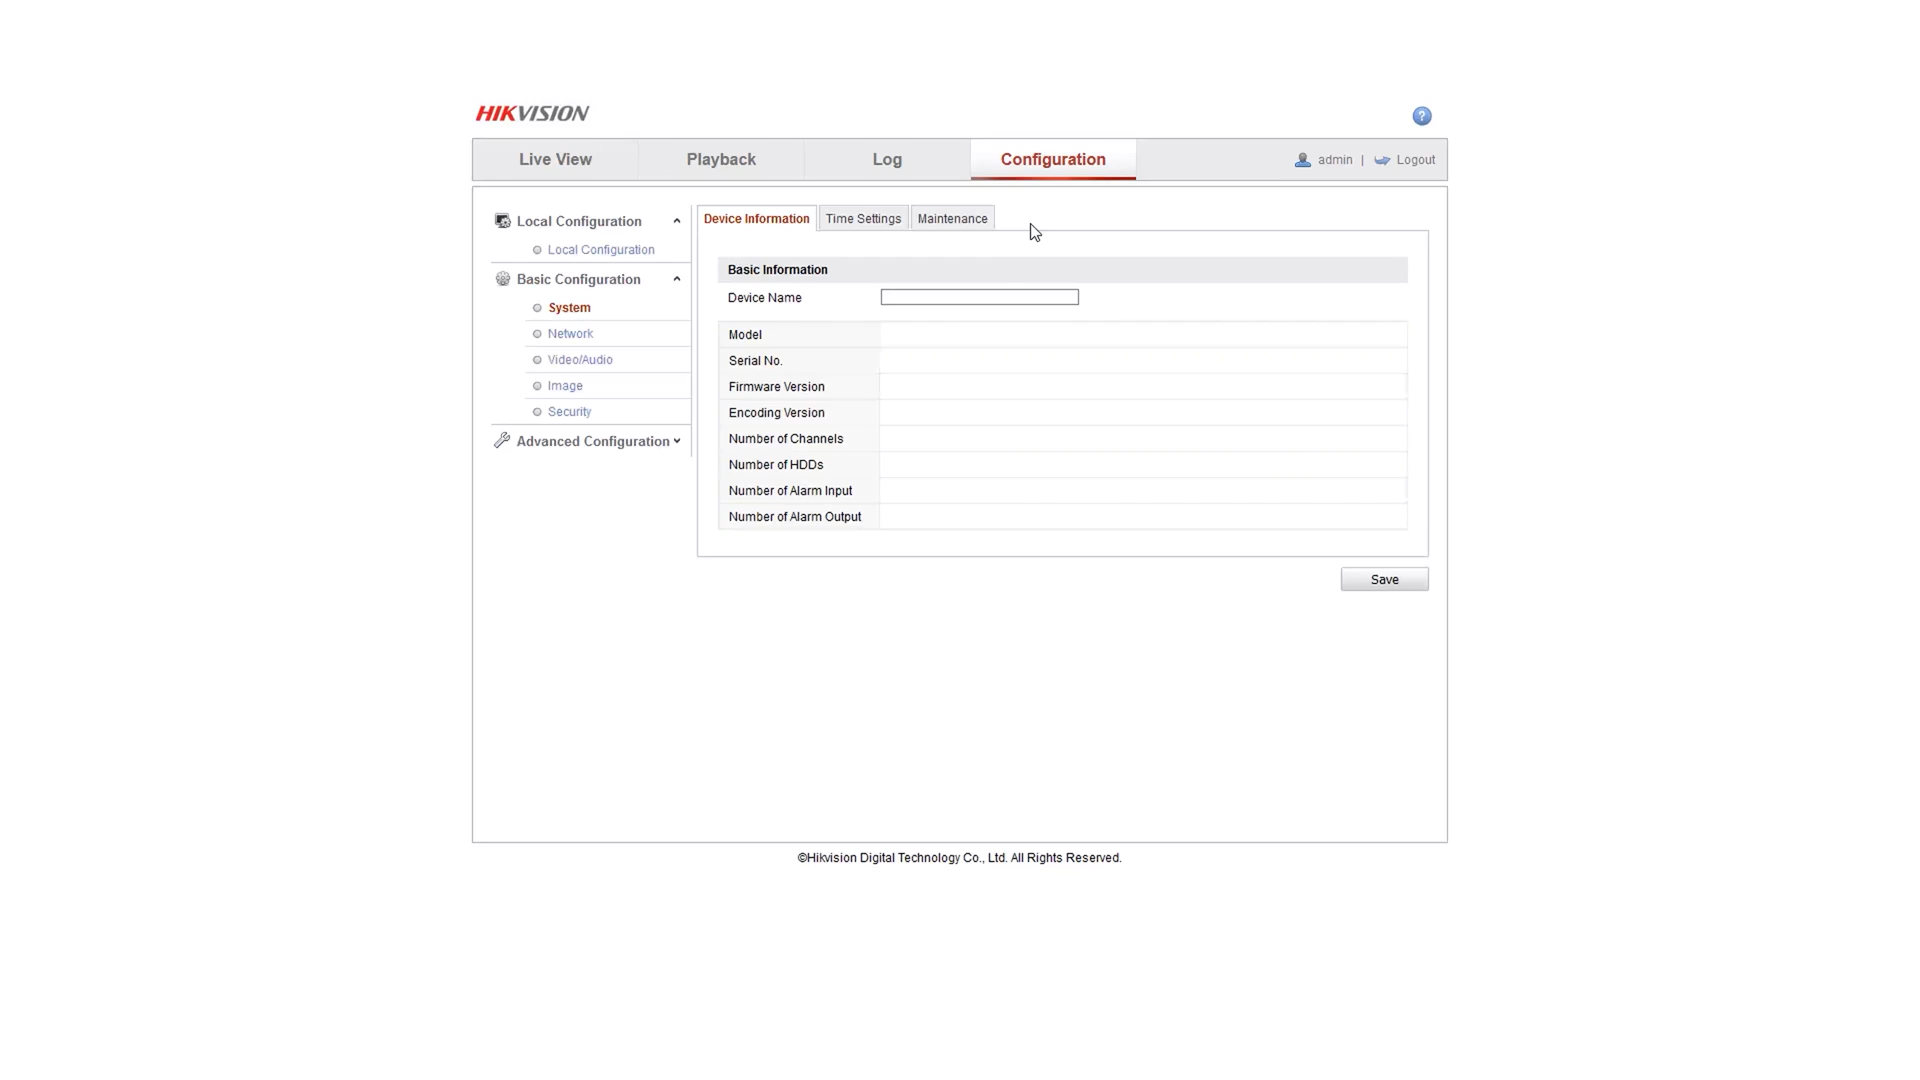 HIKVISION
?
Live View Playback Log Configuration admin | Logout
Local Configuration
Local Configuration
Basic Configuration
System
Network
Video/Audio
Image
Security
Advanced Configuration
Device Information Time Settings Maintenance
Basic Information
Device Name
Model
Serial No.
Firmware Version
Encoding Version
Number of Channels
Number of HDDs
Number of Alarm Input
Number of Alarm Output
Save
©Hikvision Digital Technology Co., Ltd. All Rights Reserved.